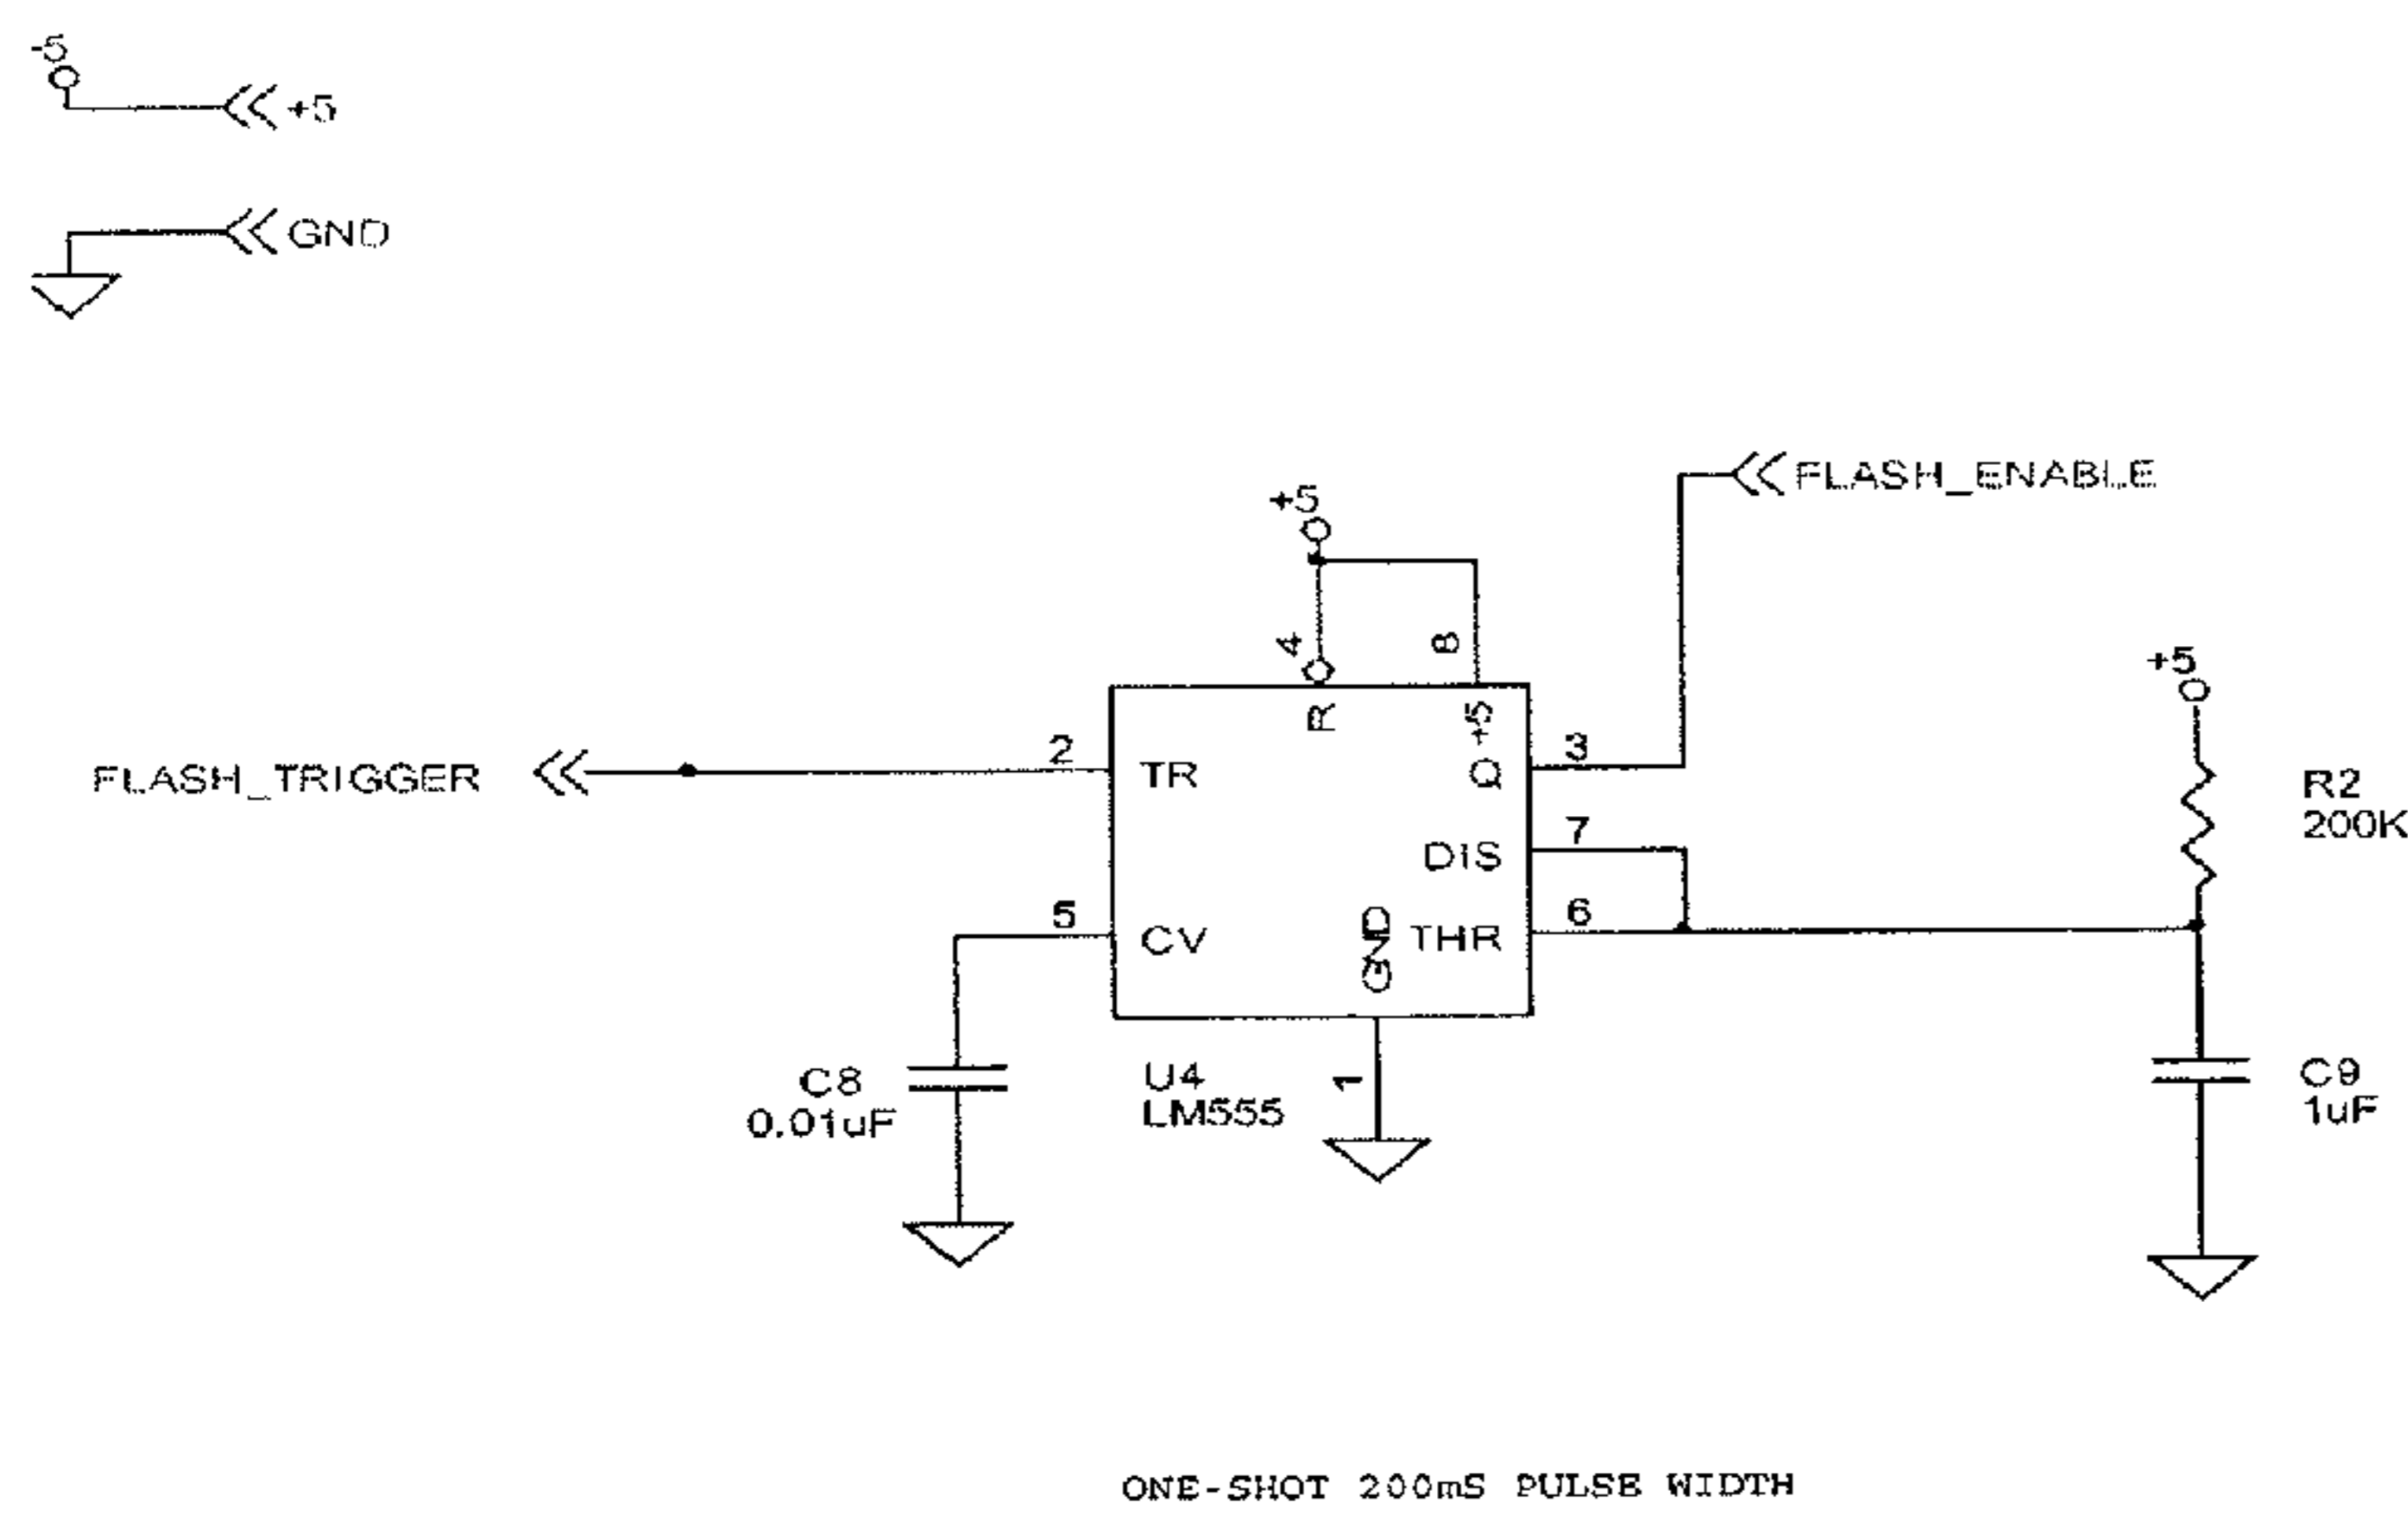 -5
+5
GND
FLASH_ENABLE
+5
4
8
+5
R
+5
2
3
FLASH_TRIGGER
TR
Q
R2
200K
7
DIS
5
6
CV
GND
THR
C8
0.01uF
U4
LM555
1
C9
1uF
ONE-SHOT 200mS PULSE WIDTH